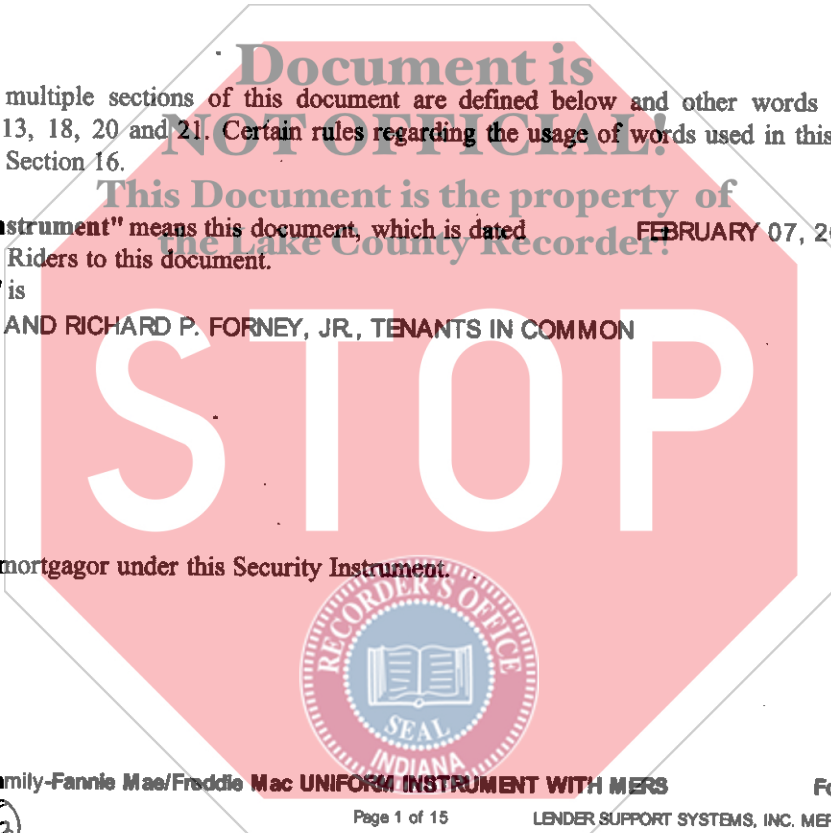 Document is
multiple sections of this document are defined below and other words
13, 18, 20 and 21. Certain rules regarding the usage of words used in this
NOT OFFICIAL!
Section 16.
This Document is the property of
strument" means this document, which is dated FEBRUARY 07, 2
the Lake County Recorder!
Riders to this document.
is
AND RICHARD P. FORNEY, JR., TENANTS IN COMMON
STOP
mortgagor under this Security Instrument.
RECORDER'S OFFICE
SEAL
INDIANA
mily-Fannie Mae/Freddie Mac UNIFORM INSTRUMENT WITH MERS Fo
Page 1 of 15 LENDER SUPPORT SYSTEMS, INC. MER